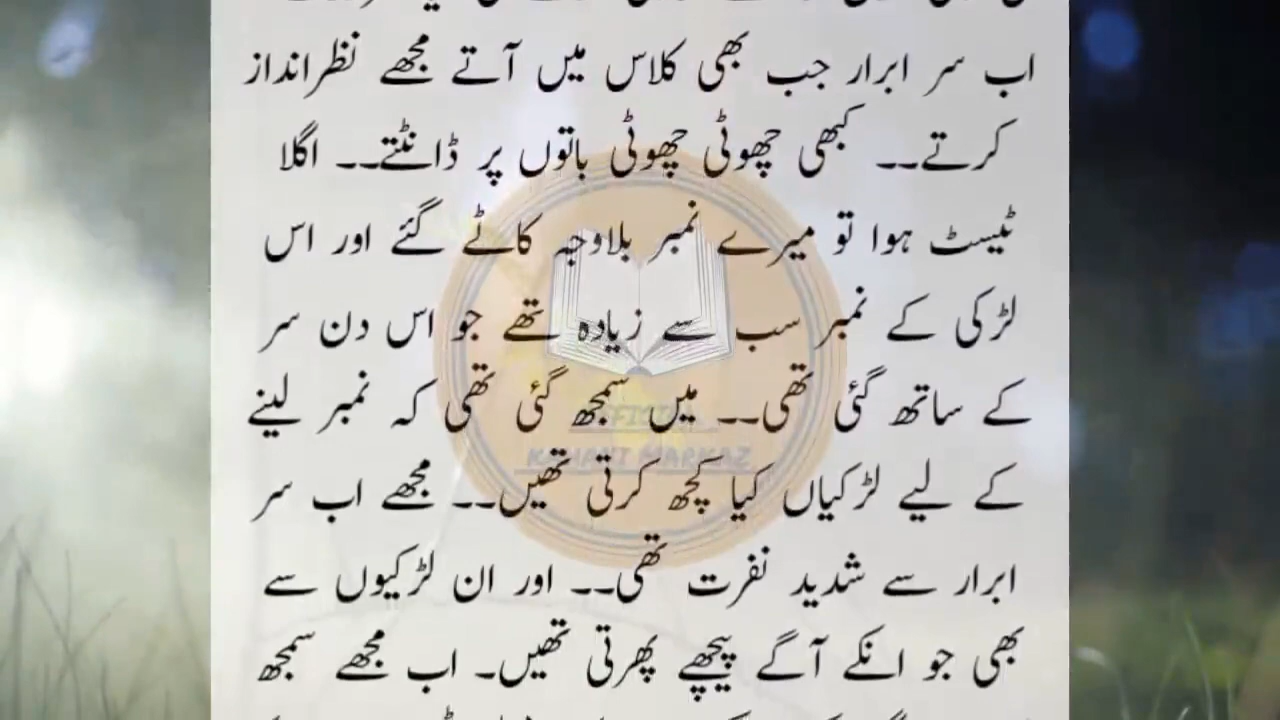 اب سر ابرار جب بھی کلاس میں آتے مجھے نظرانداز
کرتے۔۔ کبھی چھوٹی چھوٹی باتوں پر ڈانٹتے۔۔ اگلا
ٹیسٹ ہوا تو میرے نمبر بلاوجہ کاٹے گئے اور اس
لڑکی کے نمبر سب سے زیادہ تھے جو اس دن سر
کے ساتھ گئی تھی۔۔ میں سمجھ گئی تھی کہ نمبر لینے
کے لیے لڑکیاں کیا کچھ کرتی تھیں۔۔ مجھے اب سر
ابرار سے شدید نفرت تھی۔۔ اور ان لڑکیوں سے
بھی جو انکے آگے پیچھے پھرتی تھیں۔ اب مجھے سمجھ
KAHANI MARKAZ